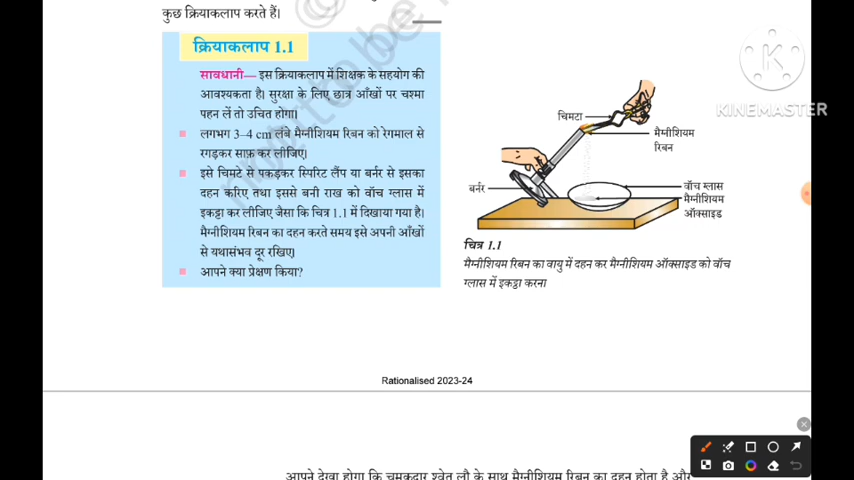 कुछ क्रियाकलाप करते हैं।
क्रियाकलाप 1.1
सावधानी— इस क्रियाकलाप में शिक्षक के सहयोग की
आवश्यकता है। सुरक्षा के लिए छात्र आँखों पर चश्मा
पहन लें तो उचित होगा।
लगभग 3–4 cm लंबे मैग्नीशियम रिबन को रेगमाल से
रगड़कर साफ़ कर लीजिए।
इसे चिमटे से पकड़कर स्पिरिट लैंप या बर्नर से इसका
दहन करिए तथा इससे बनी राख को वॉच ग्लास में
इकट्ठा कर लीजिए जैसा कि चित्र 1.1 में दिखाया गया है।
मैग्नीशियम रिबन का दहन करते समय इसे अपनी आँखों
से यथासंभव दूर रखिए।
आपने क्या प्रेक्षण किया?
चिमटा
मैग्नीशियम
रिबन
बर्नर
वॉच ग्लास
मैग्नीशियम
ऑक्साइड
चित्र 1.1
मैग्नीशियम रिबन का वायु में दहन कर मैग्नीशियम ऑक्साइड को वॉच
ग्लास में इकट्ठा करना
KINEMASTER
Rationalised 2023-24
आपने देखा होगा कि चमकदार श्वेत लौ के साथ मैग्नीशियम रिबन का दहन होता है और